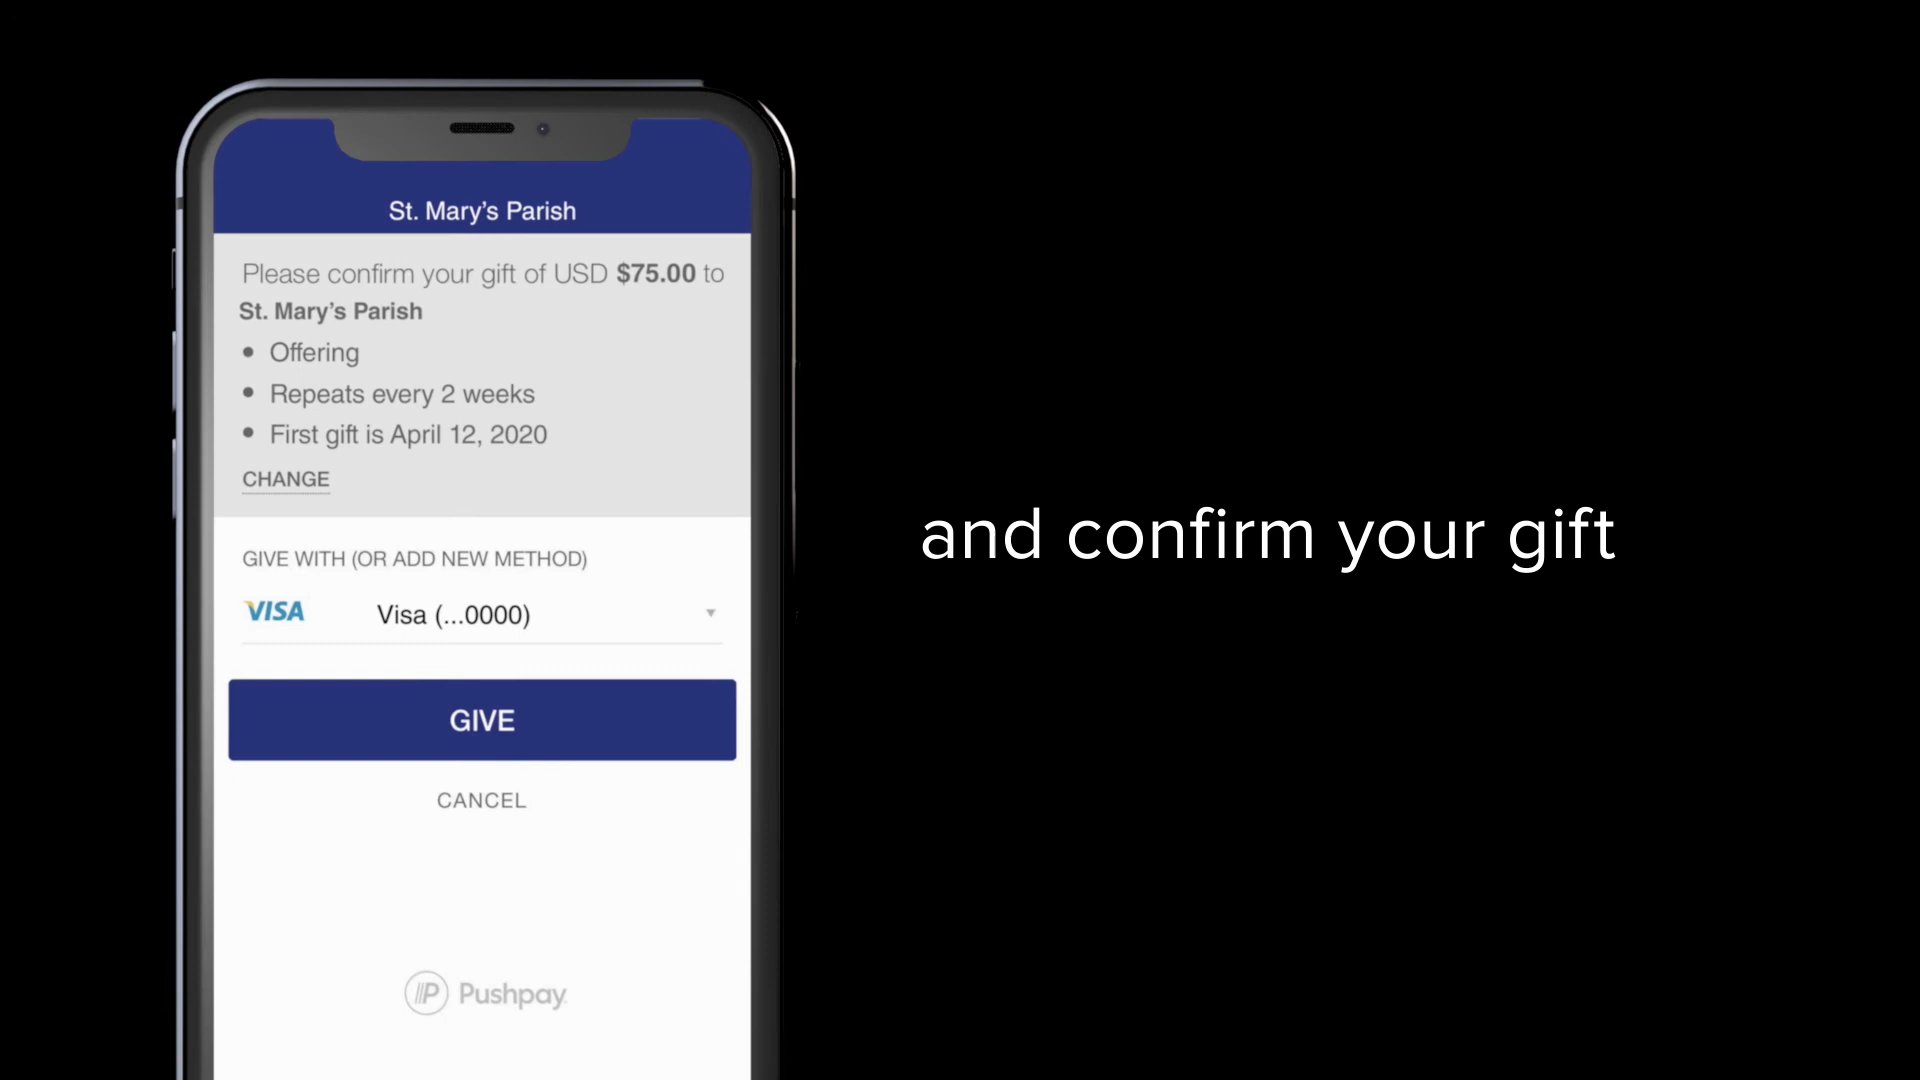 St. Mary’s Parish
Please confirm your gift of USD $75.00 to
St. Mary’s Parish
• Offering
• Repeats every 2 weeks
• First gift is April 12, 2020
CHANGE
GIVE WITH (OR ADD NEW METHOD)
VISA Visa (...0000)
GIVE
CANCEL
Pushpay
and confirm your gift